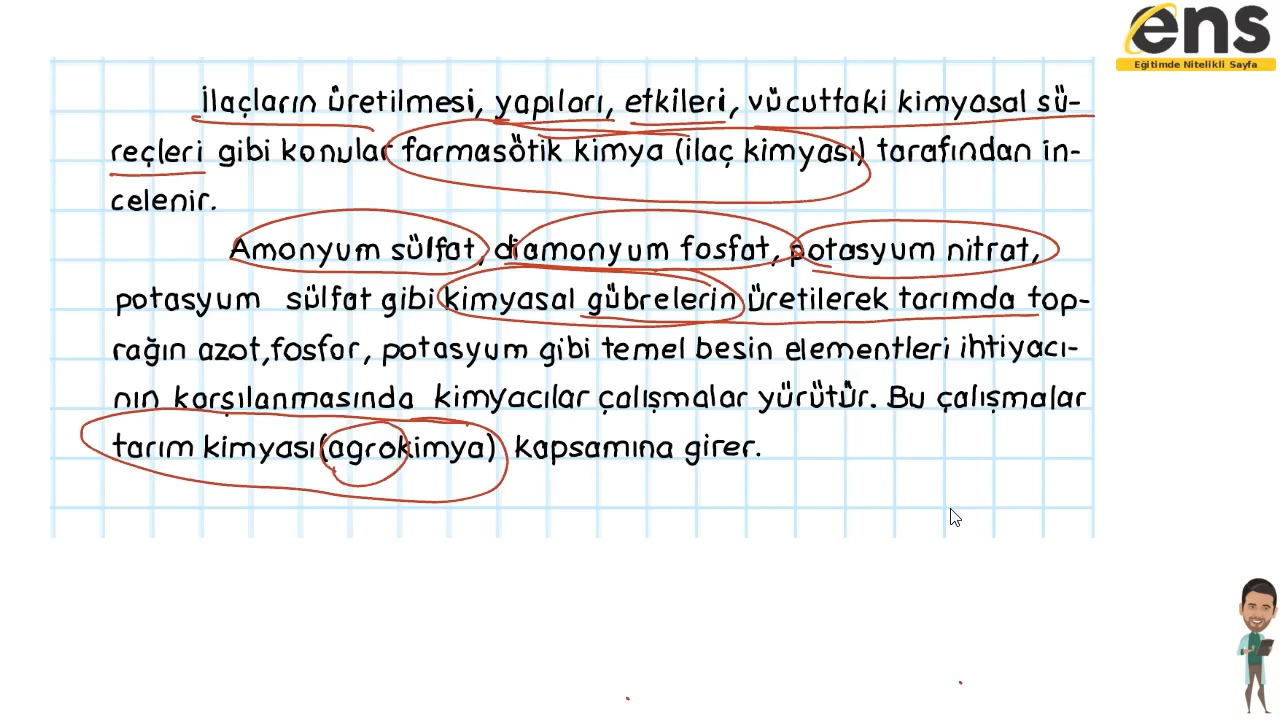 ens
Eğitimde Nitelikli Sayfa
İlaçların üretilmesi, yapıları, etkileri, vücuttaki kimyasal sü-
reçleri gibi konular farmasötik kimya (ilaç kimyası) tarafından in-
celenir.
Amonyum sülfat, diamonyum fosfat, potasyum nitrat,
potasyum sülfat gibi kimyasal gübrelerin üretilerek tarımda top-
rağın azot,fosfor, potasyum gibi temel besin elementleri ihtiyacı-
nın karşılanmasında kimyacılar çalışmalar yürütür. Bu çalışmalar
tarım kimyası(agrokimya) kapsamına girer.